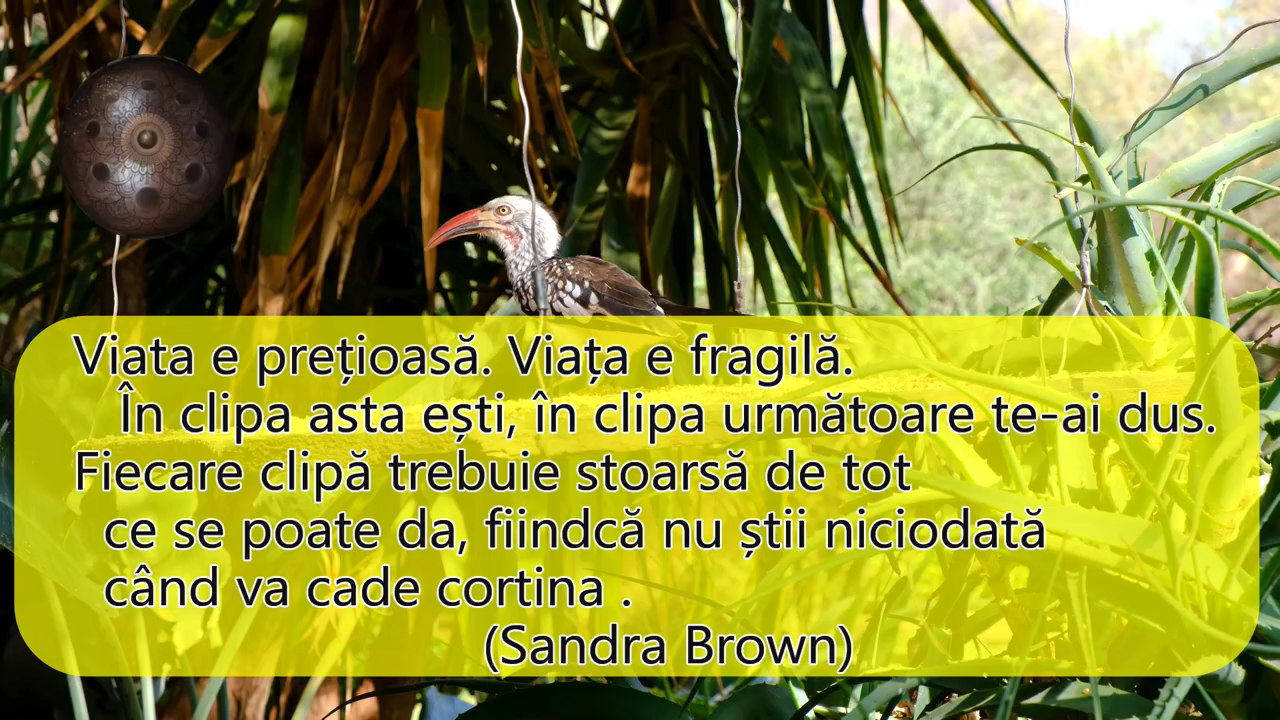 Viata e prețioasă. Viața e fragilă.
În clipa asta ești, în clipa următoare te-ai dus.
Fiecare clipă trebuie stoarsă de tot
ce se poate da, fiindcă nu știi niciodată
când va cade cortina .
(Sandra Brown)